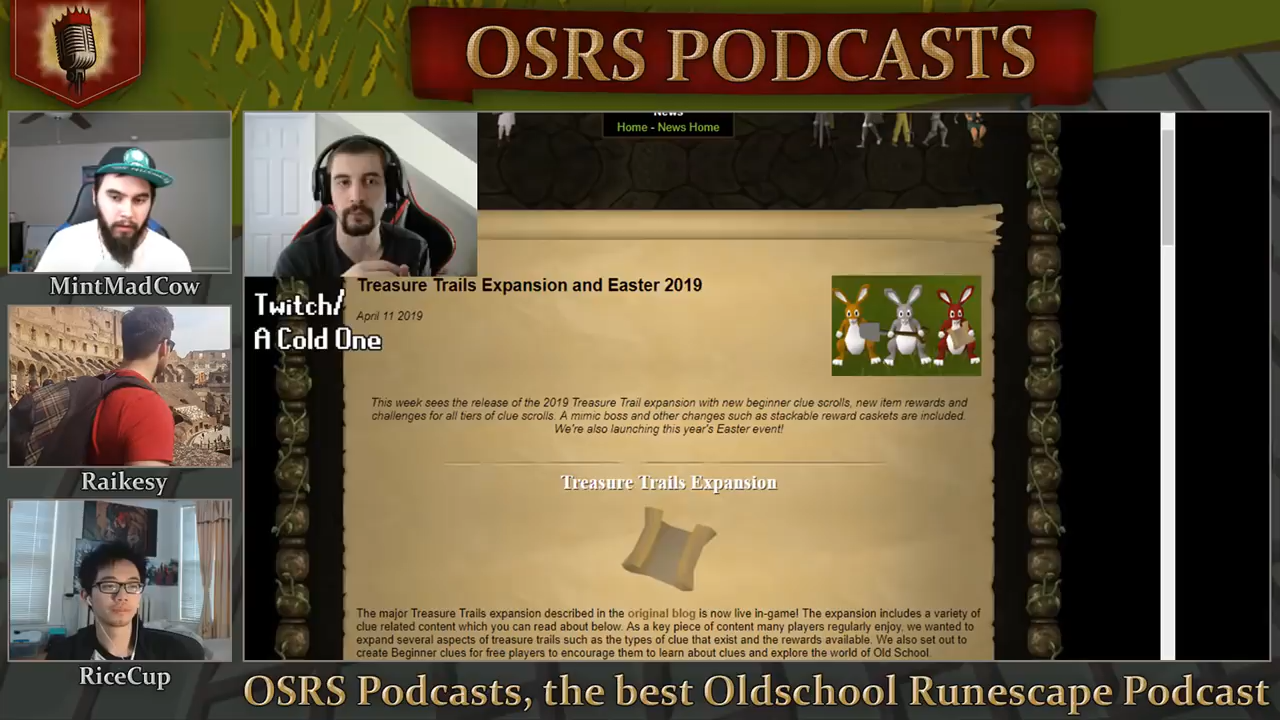 OSRS PODCASTS
News
Home - News Home
MintMadCow
Twitch/
A Cold One
Treasure Trails Expansion and Easter 2019
April 11 2019
This week sees the release of the 2019 Treasure Trail expansion with new beginner clue scrolls, new item rewards and
challenges for all tiers of clue scrolls. A mimic boss and other changes such as stackable reward caskets are included.
We're also launching this year's Easter event!
Raikesy
Treasure Trails Expansion
The major Treasure Trails expansion described in the original blog is now live in-game! The expansion includes a variety of
clue related content which you can read about below. As a key piece of content many players regularly enjoy, we wanted to
expand several aspects of treasure trails such as the types of clue that exist and the rewards available. We also set out to
create Beginner clues for free players to encourage them to learn about clues and explore the world of Old School.
RiceCup
OSRS Podcasts, the best Oldschool Runescape Podcast